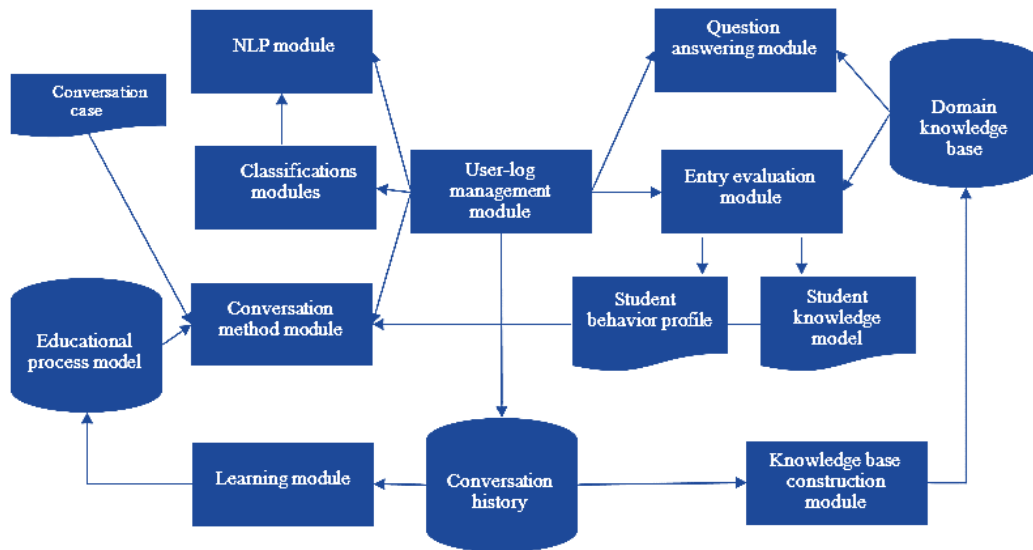 NLP module
Question
answering module
Conversation
case
Domain
knowledge
base
Classifications
modules
User-log
management
module
Entry evaluation
module
Educational
process model
Conversation
method module
Student
behavior profile
Student
knowledge
model
Learning module
Conversation
history
Knowledge base
construction
module